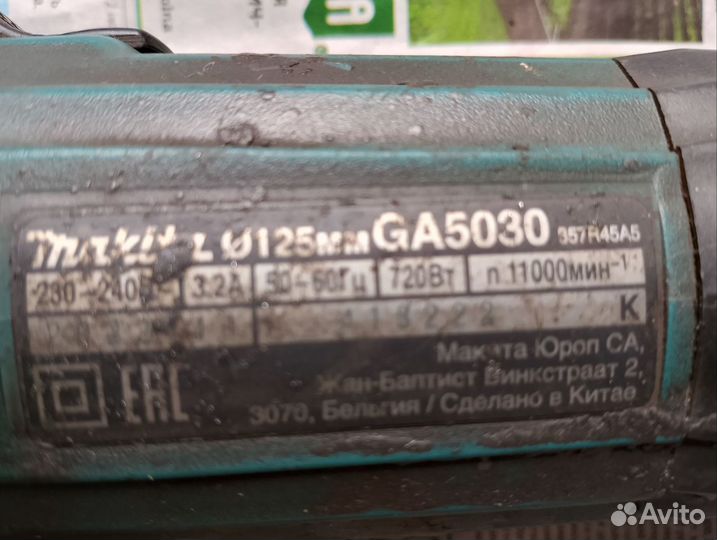 makita Ø125мм GA5030 357R45A5
230-240В~ 3.2А 50-60Гц 720Вт n 11000мин-¹
K
Макита Юроп СА,
Жан-Баптист Винкстраат 2,
3070, Бельгия / Сделано в Китае
EAC
Avito